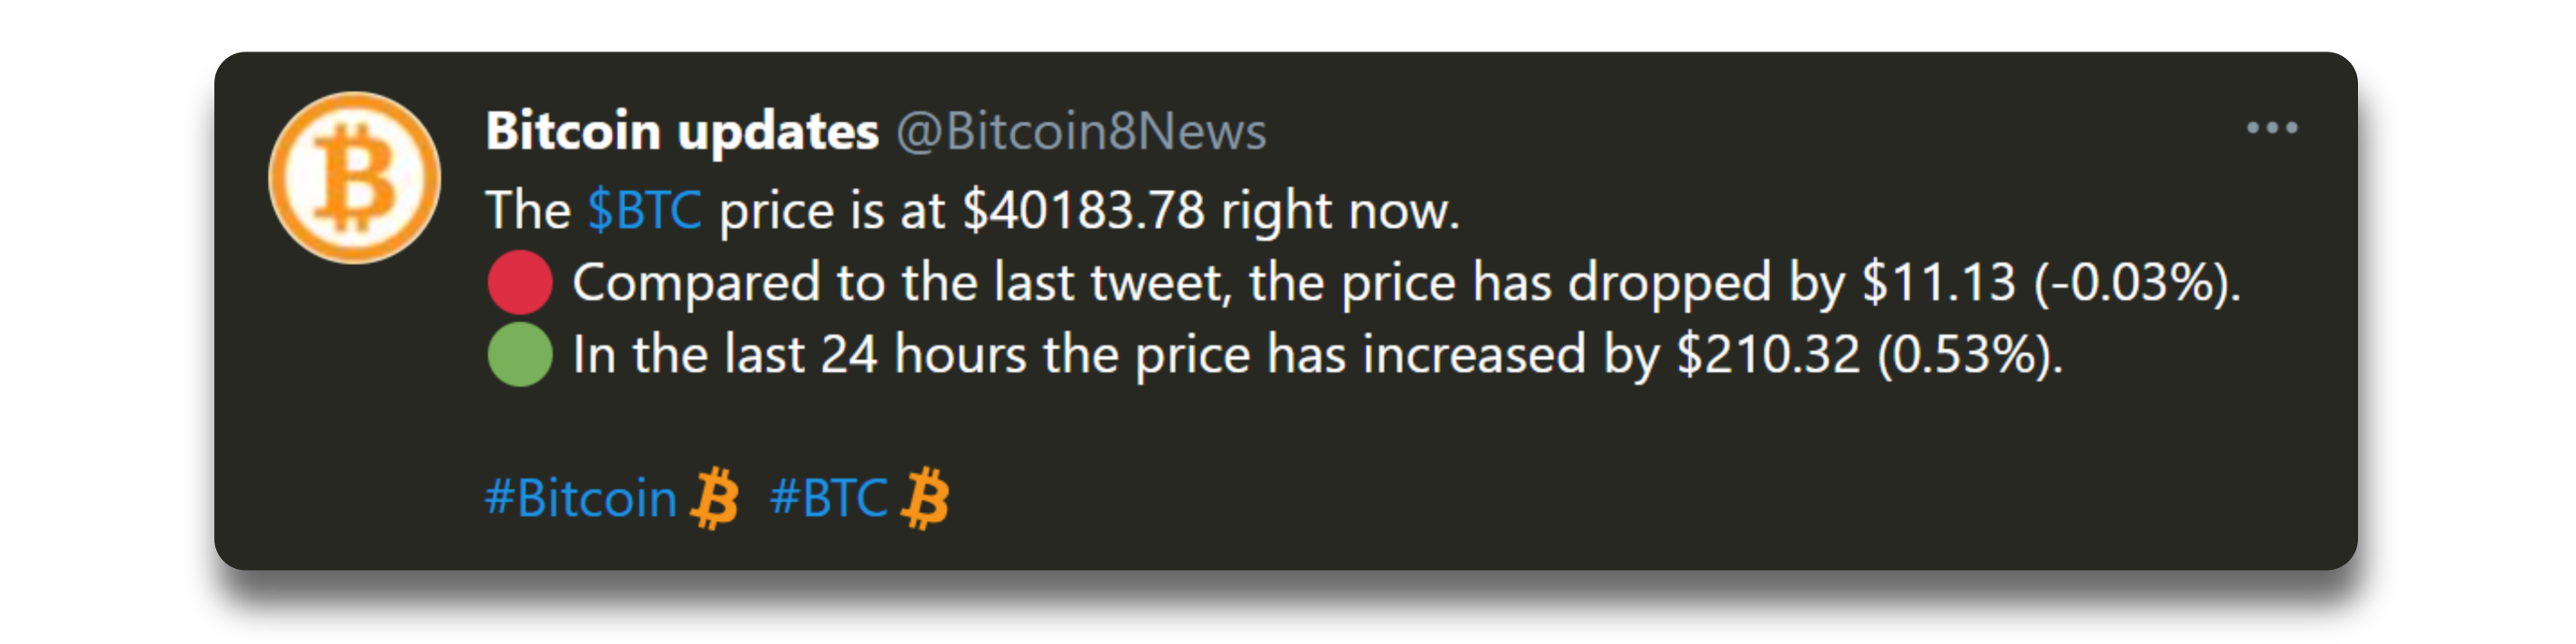 Bitcoin updates @Bitcoin8News
The $BTC price is at $40183.78 right now.
Compared to the last tweet, the price has dropped by $11.13 (-0.03%).
In the last 24 hours the price has increased by $210.32 (0.53%).
#Bitcoin #BTC